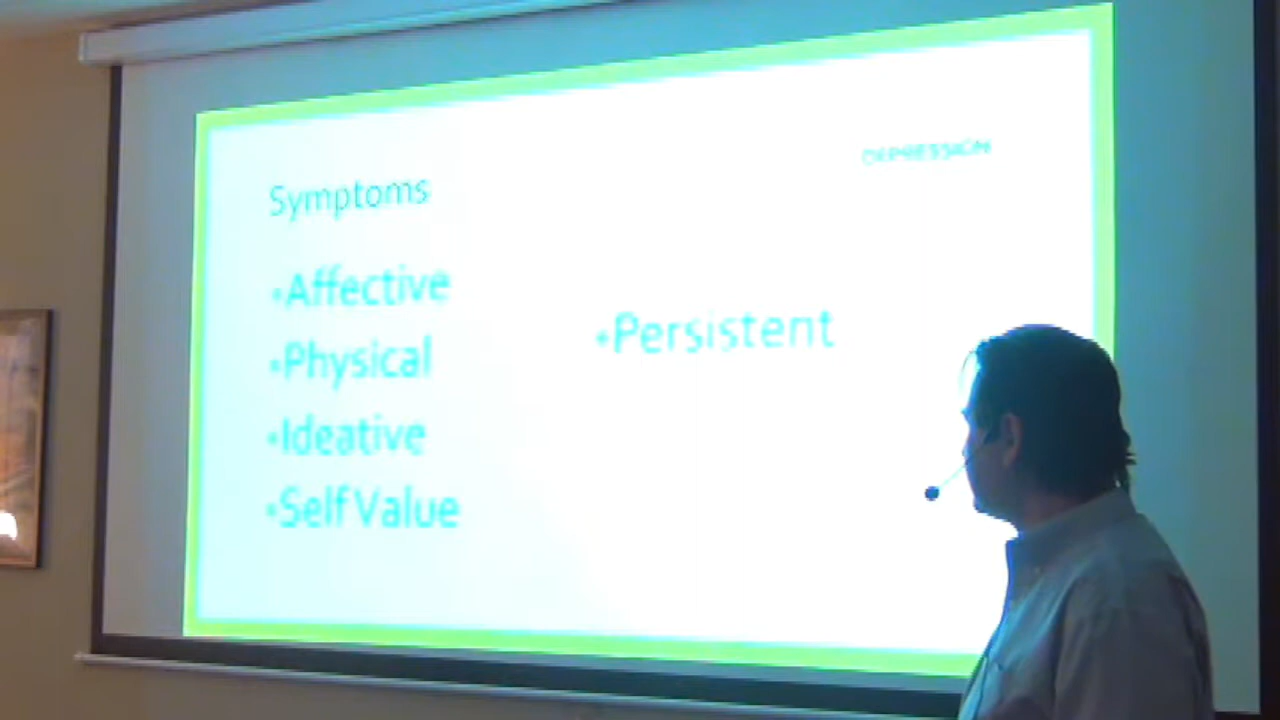 DEPRESSION
Symptoms
•Affective
•Physical
•Ideative
•Self Value
•Persistent